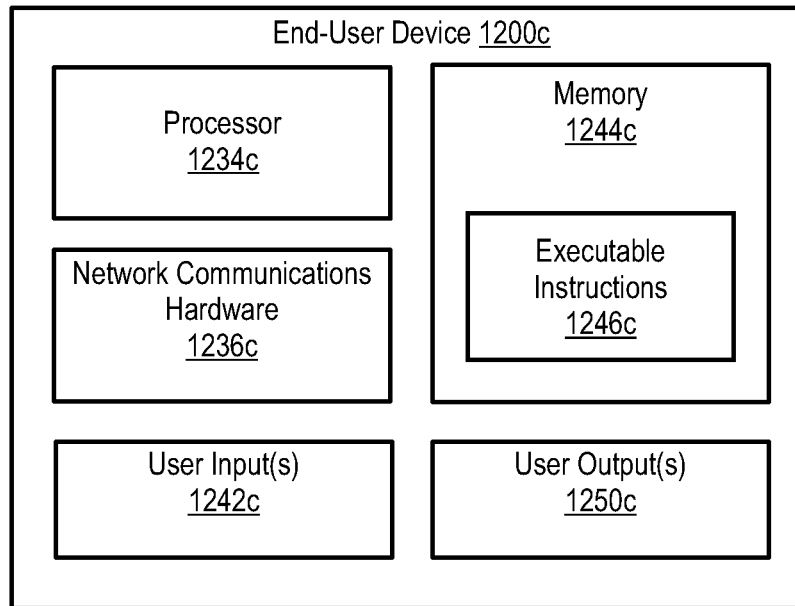 End-User Device 1200c
Processor
1234c
Memory
1244c
Executable
Instructions
1246c
Network Communications
Hardware
1236c
User Input(s)
1242c
User Output(s)
1250c